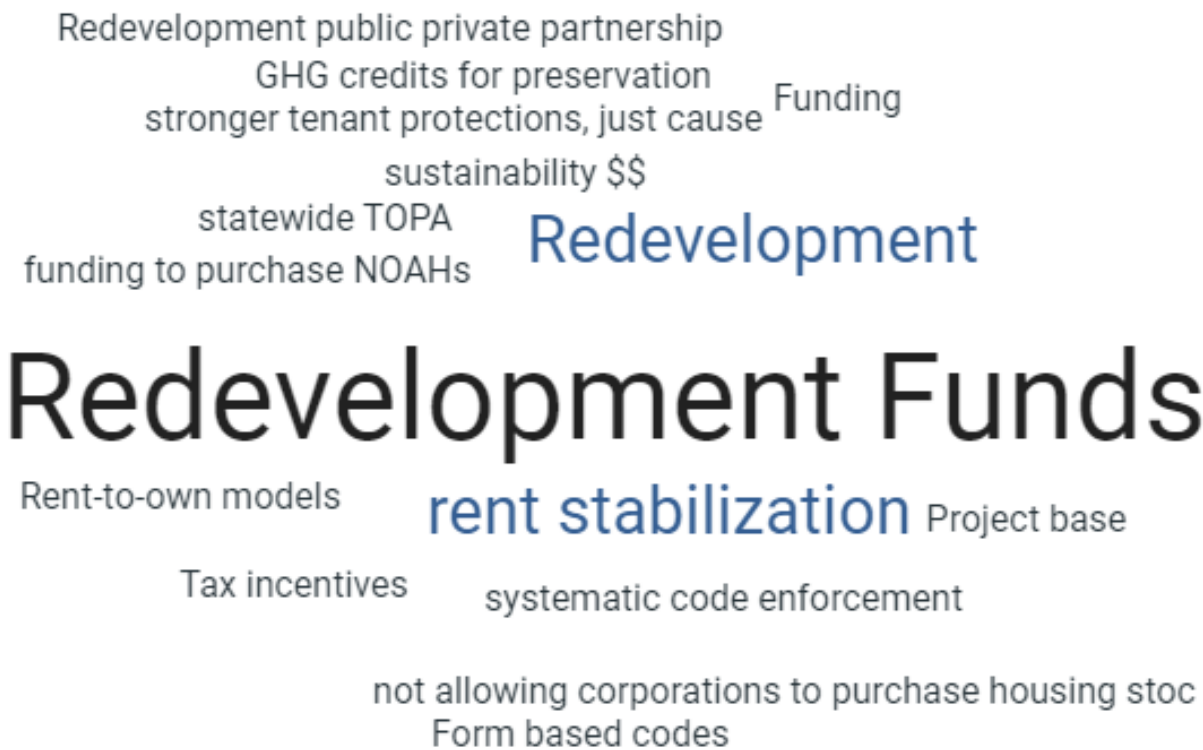 Redevelopment public private partnership
GHG credits for preservation
Funding
stronger tenant protections, just cause
sustainability $$
statewide TOPA
Redevelopment
funding to purchase NOAHs
Redevelopment Funds
Rent-to-own models
rent stabilization
Project base
Tax incentives
systematic code enforcement
not allowing corporations to purchase housing stoc
Form based codes